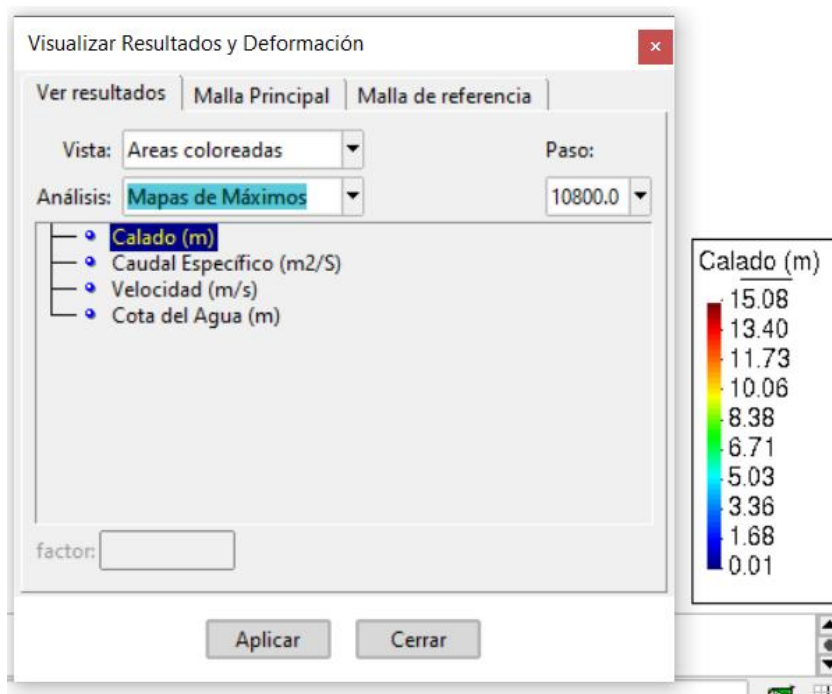 Visualizar Resultados y Deformación
Ver resultados
Malla Principal
Malla de referencia
Vista: Areas coloreadas
Paso:
Análisis: Mapas de Máximos
10800.0
Calado (m)
Caudal Específico (m2/S)
Velocidad (m/s)
Cota del Agua (m)
factor:
Aplicar
Cerrar
Calado (m)
15.08
13.40
11.73
10.06
8.38
6.71
5.03
3.36
1.68
0.01